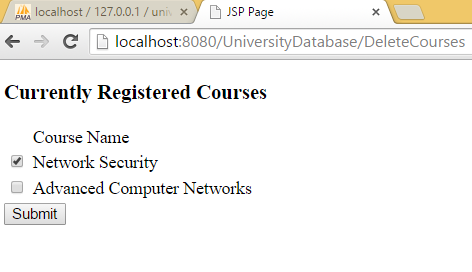 localhost / 127.0.0.1 / univ
JSP Page
localhost:8080/UniversityDatabase/DeleteCourses
Currently Registered Courses
Course Name
Network Security
Advanced Computer Networks
Submit